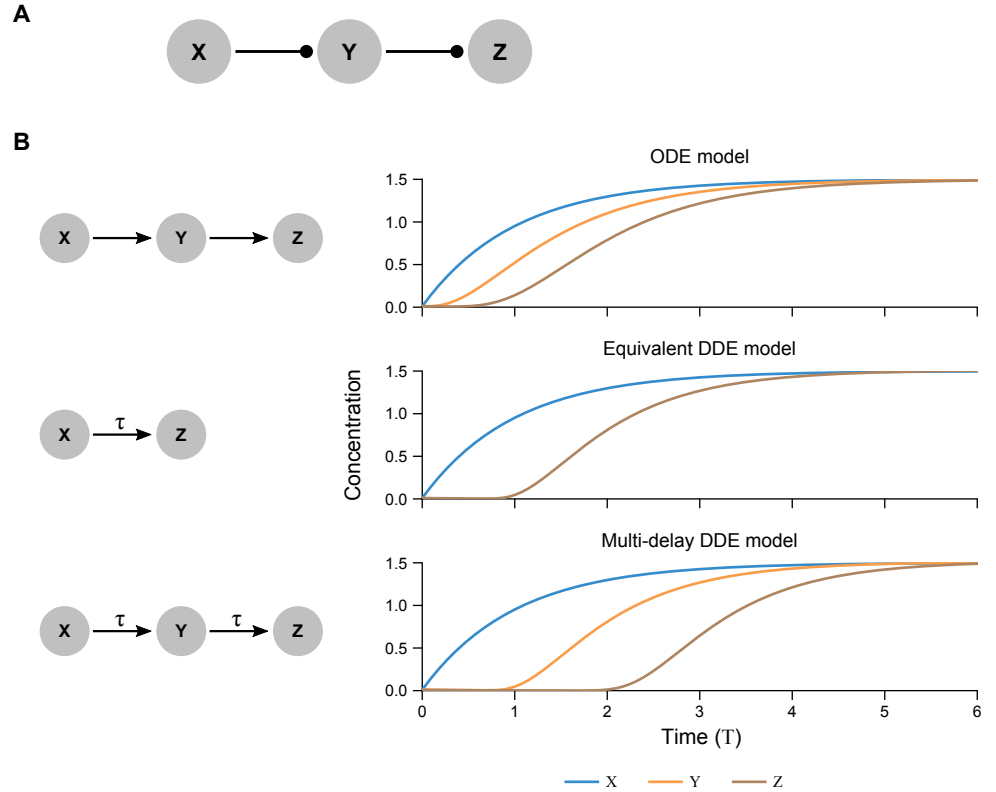 A
X Y Z
B
ODE model
X Y Z
1.5
1.0
0.5
0.0
Equivalent DDE model
X τ Z
1.5
1.0
0.5
0.0
Concentration
Multi-delay DDE model
X τ Y τ Z
1.5
1.0
0.5
0.0
0 1 2 3 4 5 6
Time (T)
X Y Z